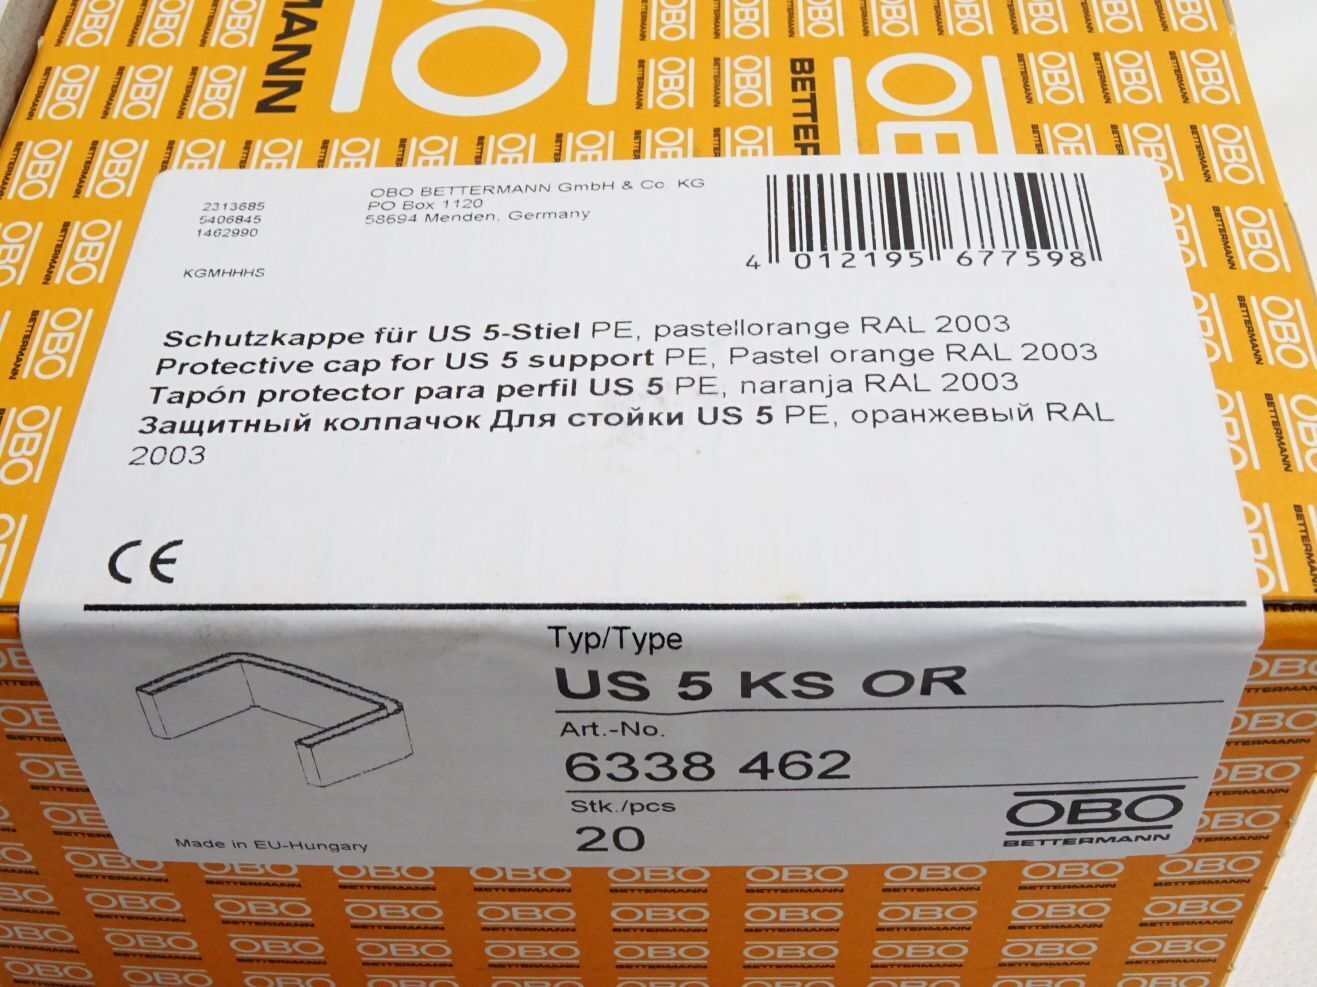 2313685
5406845
1462990
KGMHHHS
OBO BETTERMANN GmbH & Co. KG
PO Box 1120
58694 Menden, Germany
4 012195 677598
Schutzkappe für US 5-Stiel PE, pastellorange RAL 2003
Protective cap for US 5 support PE, Pastel orange RAL 2003
Tapón protector para perfil US 5 PE, naranja RAL 2003
Защитный колпачок Для стойки US 5 PE, оранжевый RAL
2003
CE
Typ/Type
US 5 KS OR
Art.-No.
6338 462
Stk./pcs
20
Made in EU-Hungary
OBO
BETTERMANN